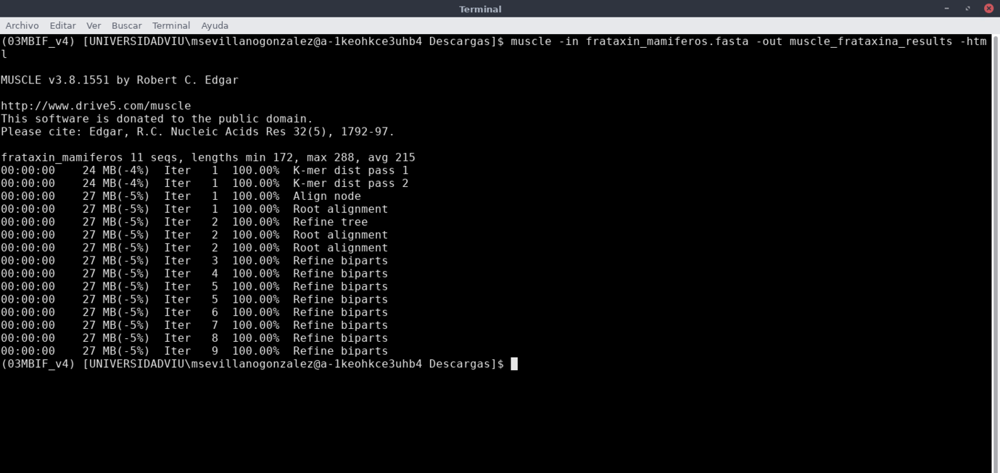 Terminal
Archivo Editar Ver Buscar Terminal Ayuda
(03MBIF_v4) [UNIVERSIDADVIU\msevillanogonzalez@a-1keohkce3uhb4 Descargas]$ muscle -in frataxin_mamiferos.fasta -out muscle_frataxina_results -htm
l
MUSCLE v3.8.1551 by Robert C. Edgar
http://www.drive5.com/muscle
This software is donated to the public domain.
Please cite: Edgar, R.C. Nucleic Acids Res 32(5), 1792-97.
frataxin_mamiferos 11 seqs, lengths min 172, max 288, avg 215
00:00:00    24 MB(-4%)  Iter   1  100.00%  K-mer dist pass 1
00:00:00    24 MB(-4%)  Iter   1  100.00%  K-mer dist pass 2
00:00:00    27 MB(-5%)  Iter   1  100.00%  Align node
00:00:00    27 MB(-5%)  Iter   1  100.00%  Root alignment
00:00:00    27 MB(-5%)  Iter   2  100.00%  Refine tree
00:00:00    27 MB(-5%)  Iter   2  100.00%  Root alignment
00:00:00    27 MB(-5%)  Iter   2  100.00%  Root alignment
00:00:00    27 MB(-5%)  Iter   3  100.00%  Refine biparts
00:00:00    27 MB(-5%)  Iter   4  100.00%  Refine biparts
00:00:00    27 MB(-5%)  Iter   5  100.00%  Refine biparts
00:00:00    27 MB(-5%)  Iter   5  100.00%  Refine biparts
00:00:00    27 MB(-5%)  Iter   6  100.00%  Refine biparts
00:00:00    27 MB(-5%)  Iter   7  100.00%  Refine biparts
00:00:00    27 MB(-5%)  Iter   8  100.00%  Refine biparts
00:00:00    27 MB(-5%)  Iter   9  100.00%  Refine biparts
(03MBIF_v4) [UNIVERSIDADVIU\msevillanogonzalez@a-1keohkce3uhb4 Descargas]$